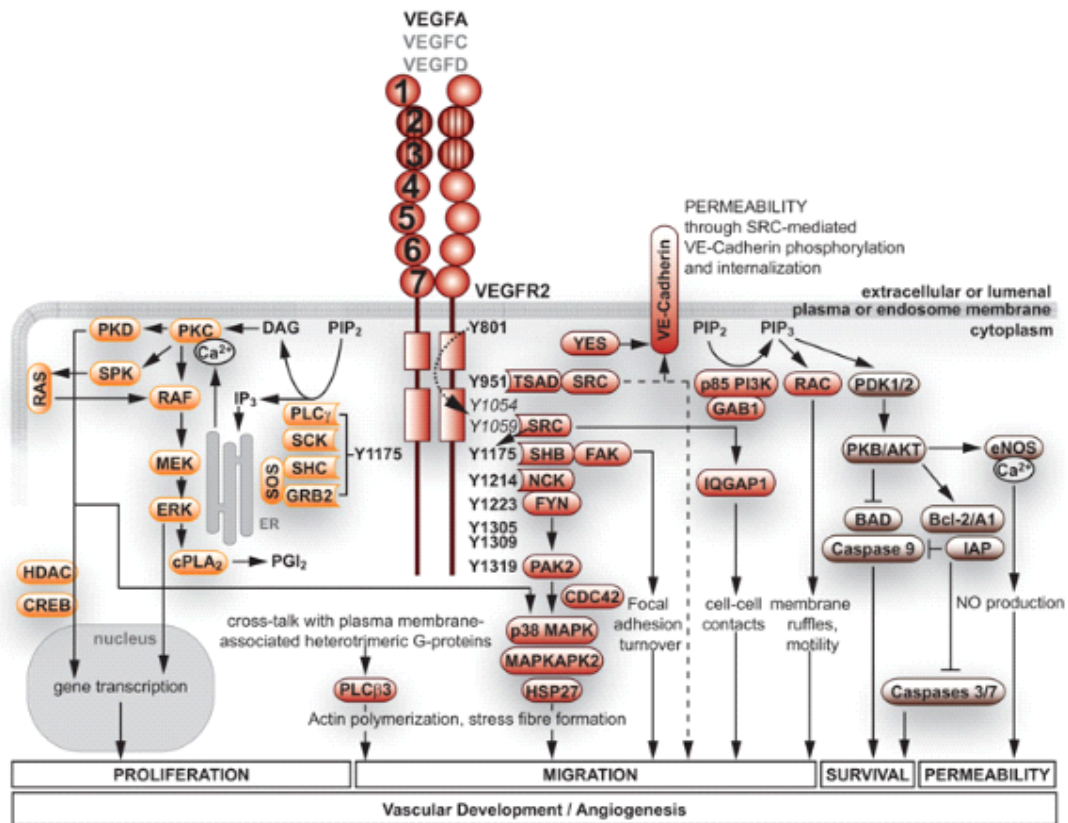 VEGFA
VEGFC
VEGFD
1
2
3
4
5
6
7
VEGFR2
PERMEABILITY
through SRC-mediated
VE-Cadherin phosphorylation
and internalization
VE-Cadherin
extracellular or lumenal
plasma or endosome membrane
cytoplasm
PKD
PKC
DAG
PIP₂
Ca²⁺
SPK
RAS
RAF
IP₃
PLCγ
SCK
SHC
GRB2
SOS
Y1175
MEK
ERK
ER
cPLA₂
PGI₂
HDAC
CREB
nucleus
gene transcription
Y801
Y951
TSAD
SRC
YES
Y1054
Y1059
SRC
Y1175
SHB
FAK
Y1214
NCK
Y1223
FYN
Y1305
Y1309
Y1319
PAK2
CDC42
p38 MAPK
MAPKAPK2
HSP27
cross-talk with plasma membrane-
associated heterotrimeric G-proteins
PLCβ3
Actin polymerization, stress fibre formation
Focal
adhesion
turnover
PIP₂
PIP₃
p85 PI3K
GAB1
RAC
PDK1/2
IQGAP1
cell-cell
contacts
membrane
ruffles,
motility
PKB/AKT
eNOS
Ca²⁺
BAD
Bcl-2/A1
Caspase 9
IAP
NO production
Caspases 3/7
PROLIFERATION
MIGRATION
SURVIVAL
PERMEABILITY
Vascular Development / Angiogenesis